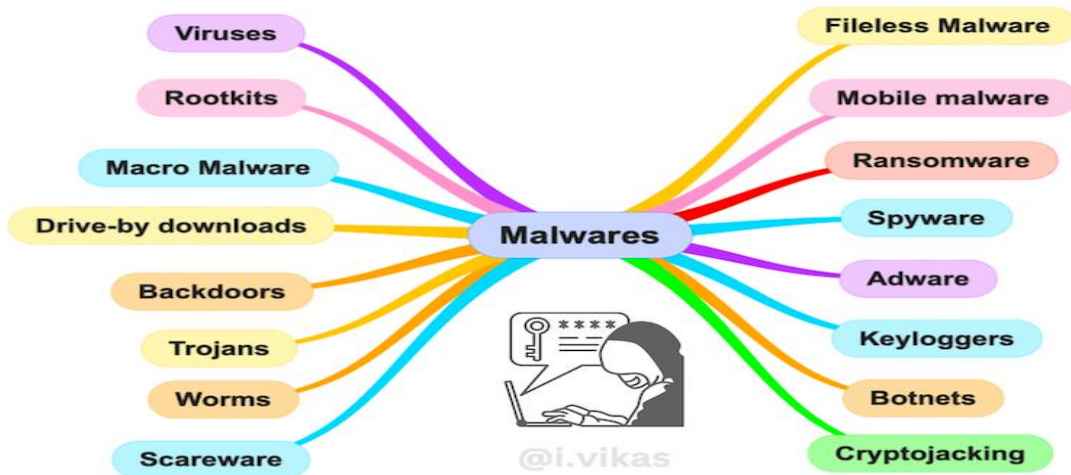 Viruses
Rootkits
Macro Malware
Drive-by downloads
Backdoors
Trojans
Worms
Scareware
Malwares
****
@i.vikas
Fileless Malware
Mobile malware
Ransomware
Spyware
Adware
Keyloggers
Botnets
Cryptojacking